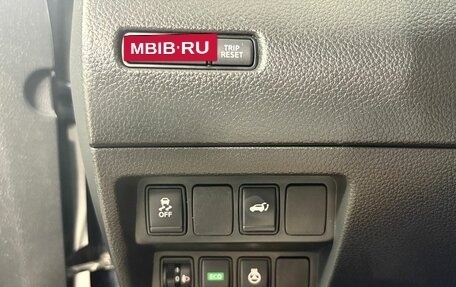 MBIB·RU
TRIP
RESET
OFF
ECO